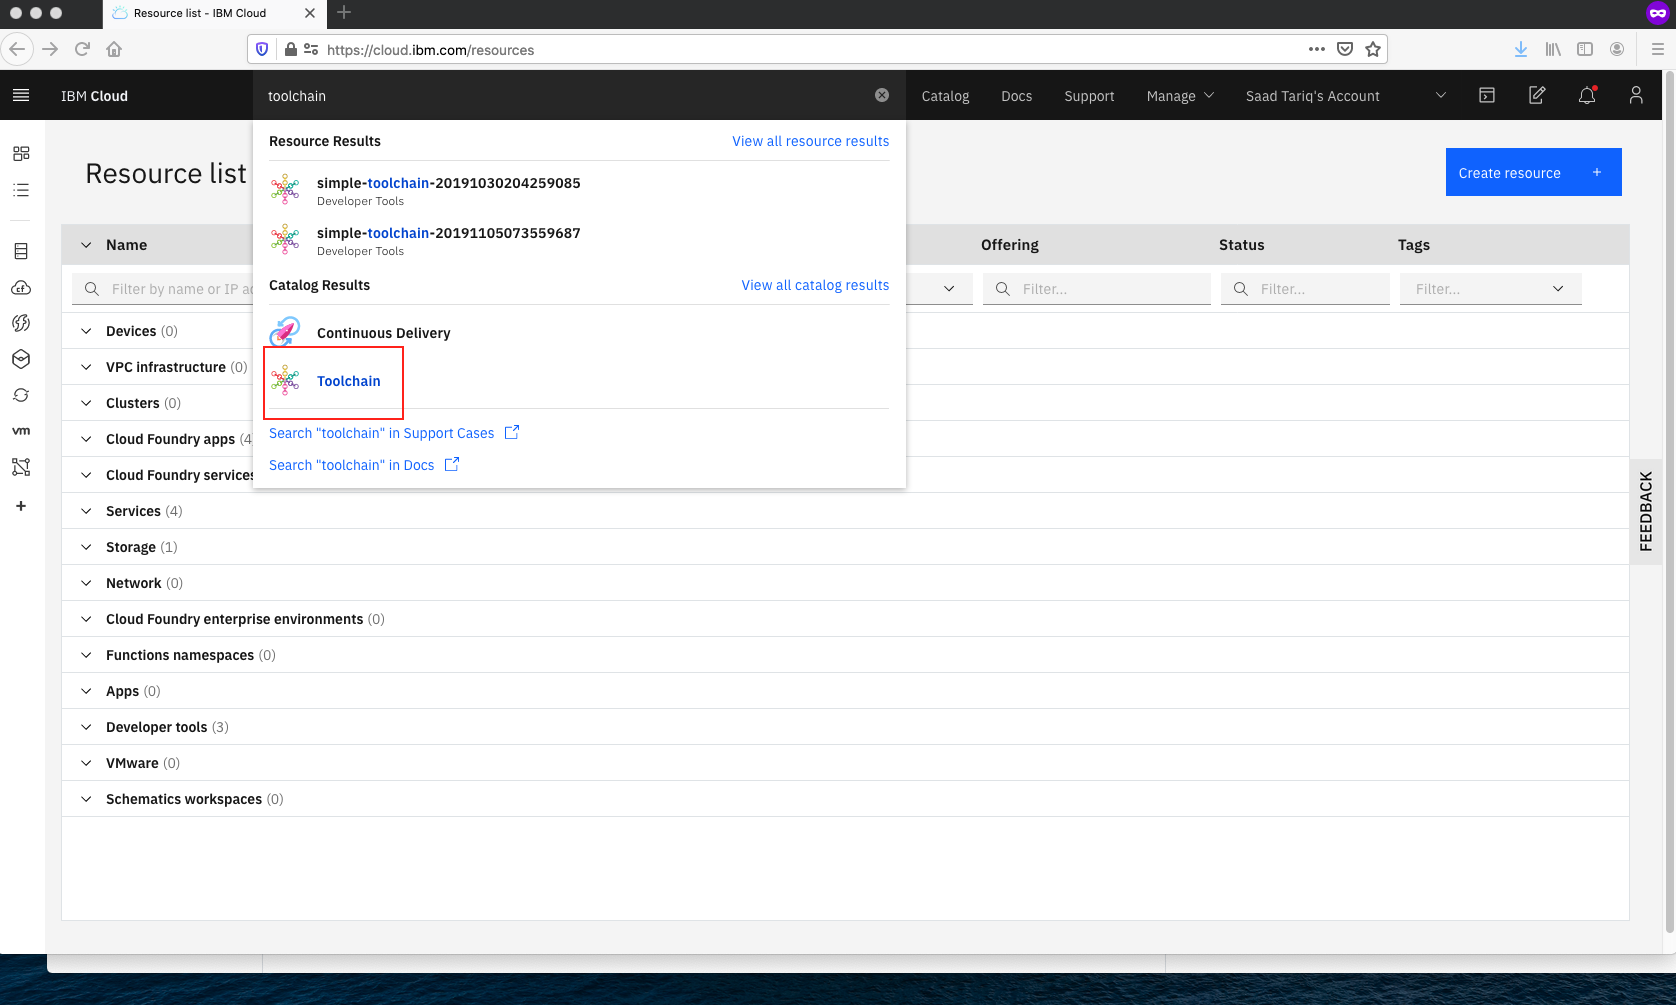 Resource list - IBM Cloud
https://cloud.ibm.com/resources
IBM Cloud
toolchain
Catalog
Docs
Support
Manage
Saad Tariq's Account
Resource list
Create resource +
Resource Results
View all resource results
simple-toolchain-20191030204259085
Developer Tools
simple-toolchain-20191105073559687
Developer Tools
Catalog Results
View all catalog results
Continuous Delivery
Toolchain
Search "toolchain" in Support Cases
Search "toolchain" in Docs
Name
Offering
Status
Tags
Filter by name or IP
Filter...
Filter...
Filter...
Devices (0)
VPC infrastructure (0)
Clusters (0)
Cloud Foundry apps (4
Cloud Foundry services
Services (4)
Storage (1)
Network (0)
Cloud Foundry enterprise environments (0)
Functions namespaces (0)
Apps (0)
Developer tools (3)
VMware (0)
Schematics workspaces (0)
cf
vm
FEEDBACK